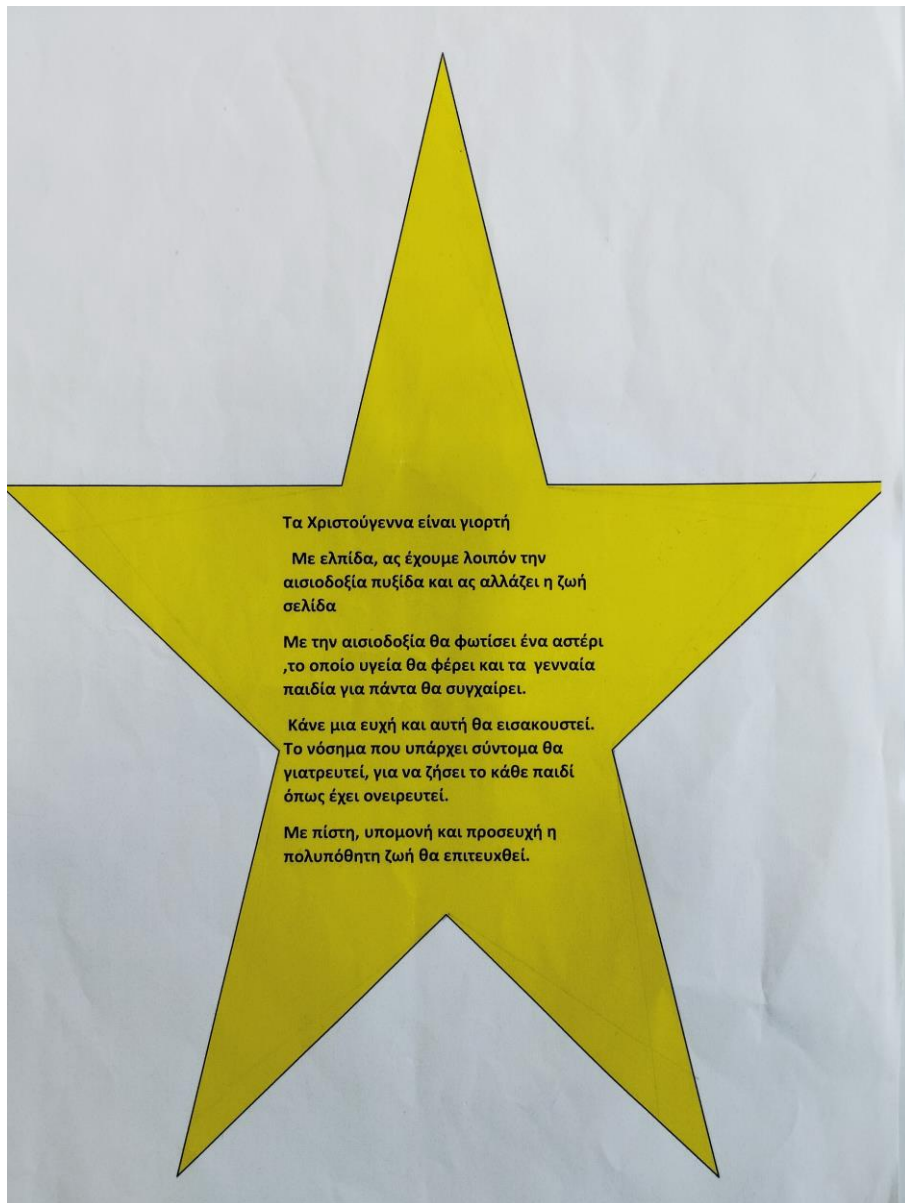 Τα Χριστούγεννα είναι γιορτή
Με ελπίδα, ας έχουμε λοιπόν την
αισιοδοξία πυξίδα και ας αλλάζει η ζωή
σελίδα
Με την αισιοδοξία θα φωτίσει ένα αστέρι
,το οποίο υγεία θα φέρει και τα γενναία
παιδία για πάντα θα συγχαίρει.
Κάνε μια ευχή και αυτή θα εισακουστεί.
Το νόσημα που υπάρχει σύντομα θα
γιατρευτεί, για να ζήσει το κάθε παιδί
όπως έχει ονειρευτεί.
Με πίστη, υπομονή και προσευχή η
πολυπόθητη ζωή θα επιτευχθεί.